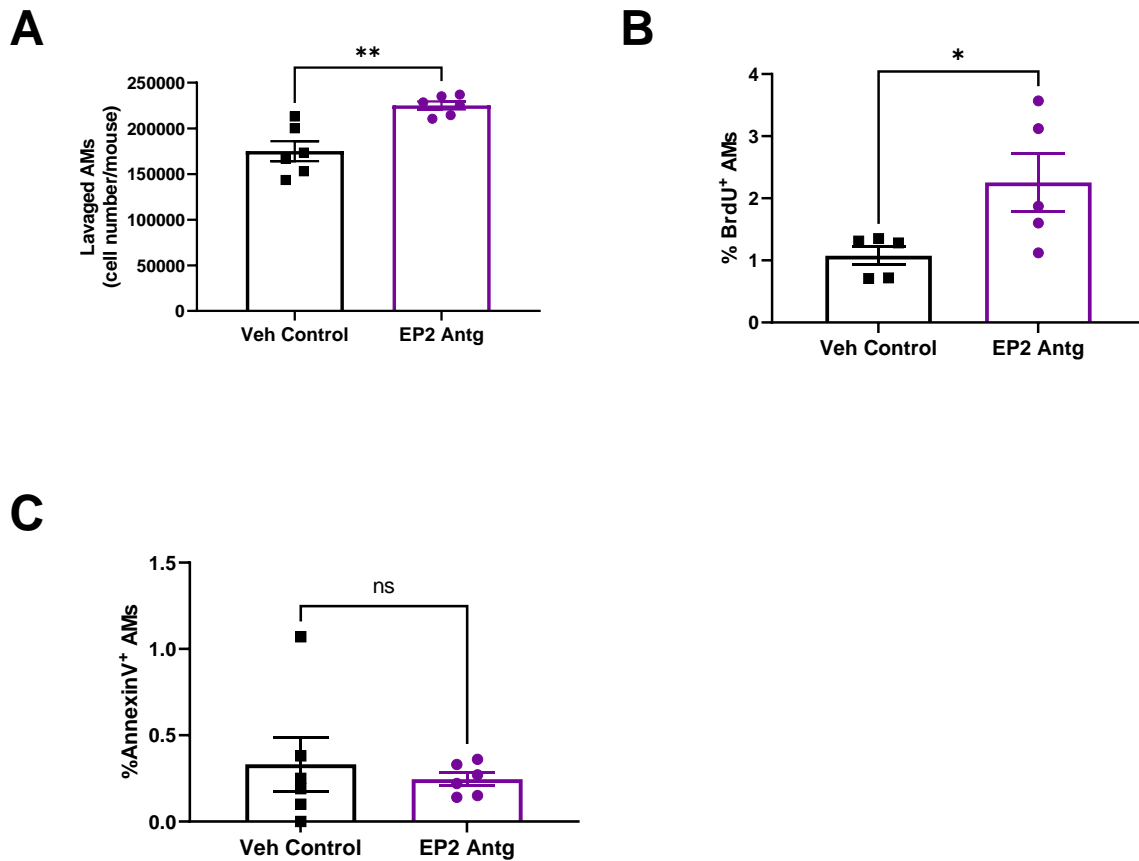 A
**
Lavaged AMs
(cell number/mouse)
250000
200000
150000
100000
50000
0
Veh Control EP2 Antg
B
*
% BrdU⁺ AMs
4
3
2
1
0
Veh Control EP2 Antg
C
ns
%AnnexinV⁺ AMs
1.5
1.0
0.5
0.0
Veh Control EP2 Antg